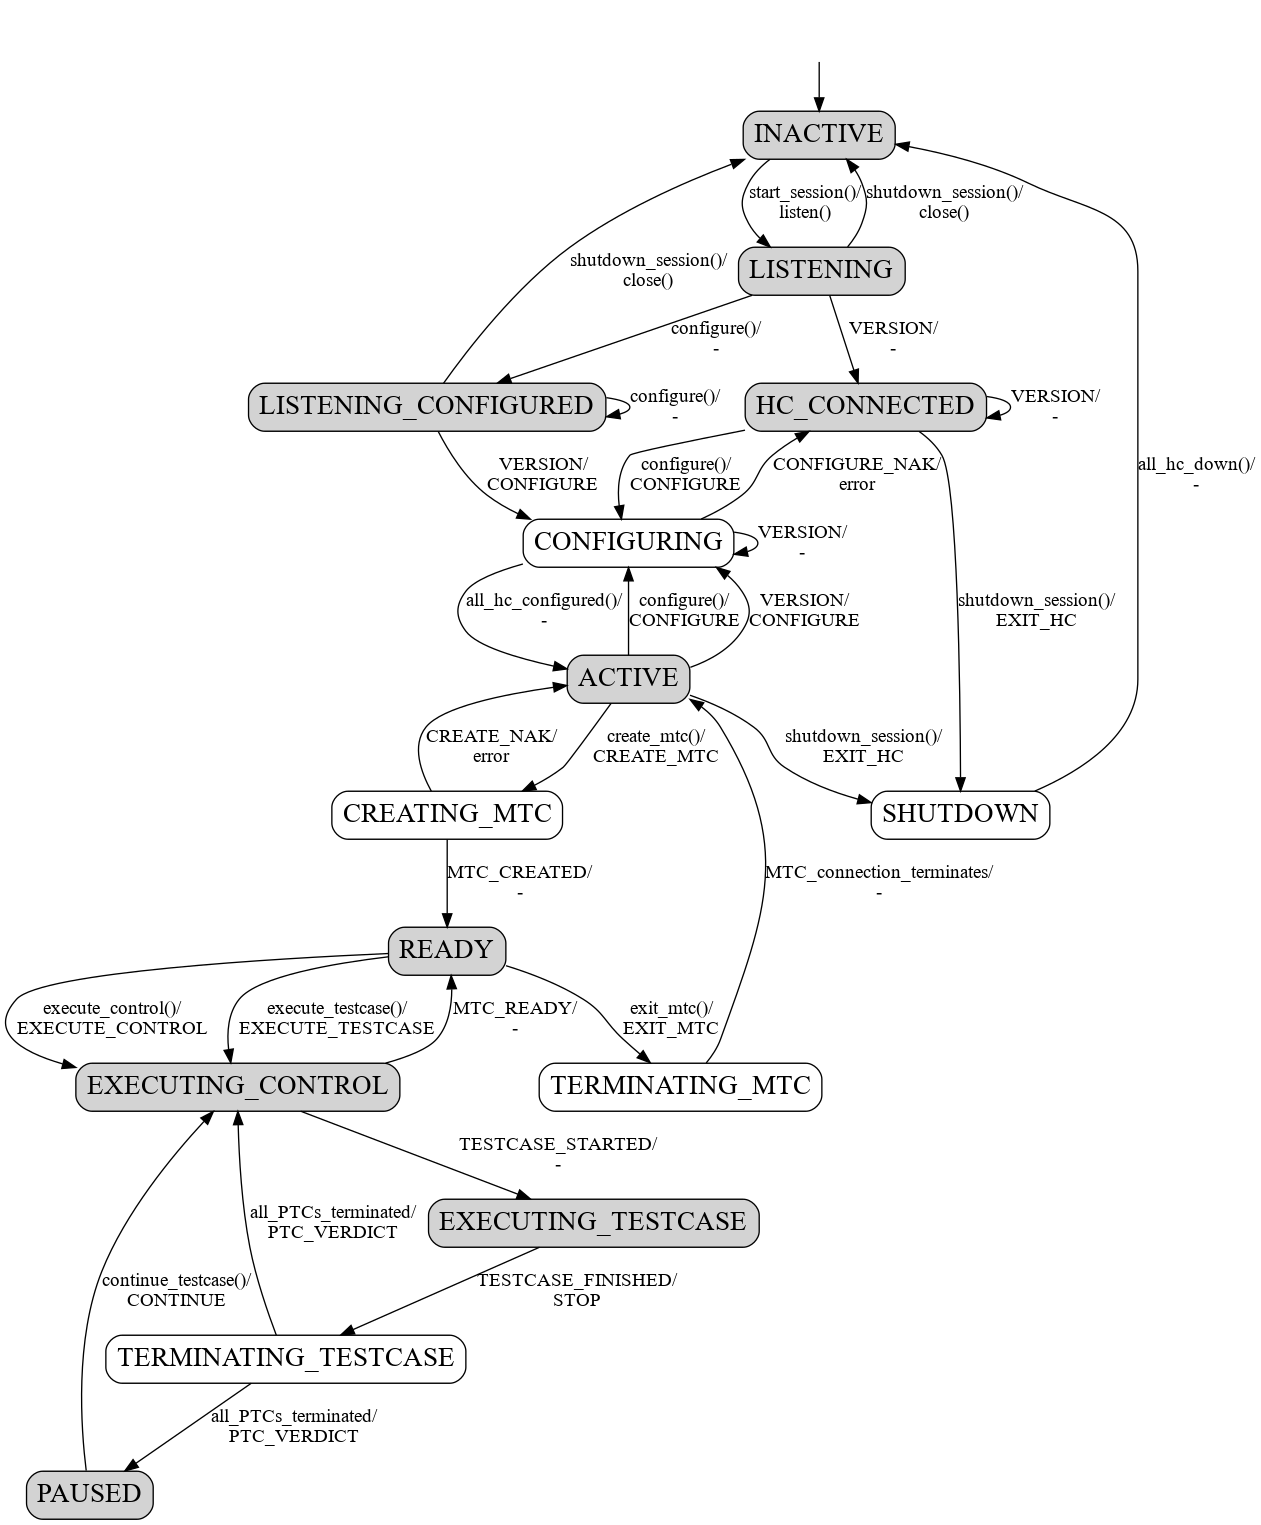 INACTIVE
start_session()/
listen()
shutdown_session()/
close()
LISTENING
shutdown_session()/
close()
configure()/
-
VERSION/
-
LISTENING_CONFIGURED
configure()/
-
HC_CONNECTED
VERSION/
-
VERSION/
CONFIGURE
configure()/
CONFIGURE
CONFIGURE_NAK/
error
all_hc_down()/
-
CONFIGURING
VERSION/
-
all_hc_configured()/
-
configure()/
CONFIGURE
VERSION/
CONFIGURE
shutdown_session()/
EXIT_HC
ACTIVE
CREATE_NAK/
error
create_mtc()/
CREATE_MTC
shutdown_session()/
EXIT_HC
CREATING_MTC
SHUTDOWN
MTC_CREATED/
-
MTC_connection_terminates/
-
READY
execute_control()/
EXECUTE_CONTROL
execute_testcase()/
EXECUTE_TESTCASE
MTC_READY/
-
exit_mtc()/
EXIT_MTC
EXECUTING_CONTROL
TERMINATING_MTC
TESTCASE_STARTED/
-
all_PTCs_terminated/
PTC_VERDICT
EXECUTING_TESTCASE
continue_testcase()/
CONTINUE
TESTCASE_FINISHED/
STOP
TERMINATING_TESTCASE
all_PTCs_terminated/
PTC_VERDICT
PAUSED